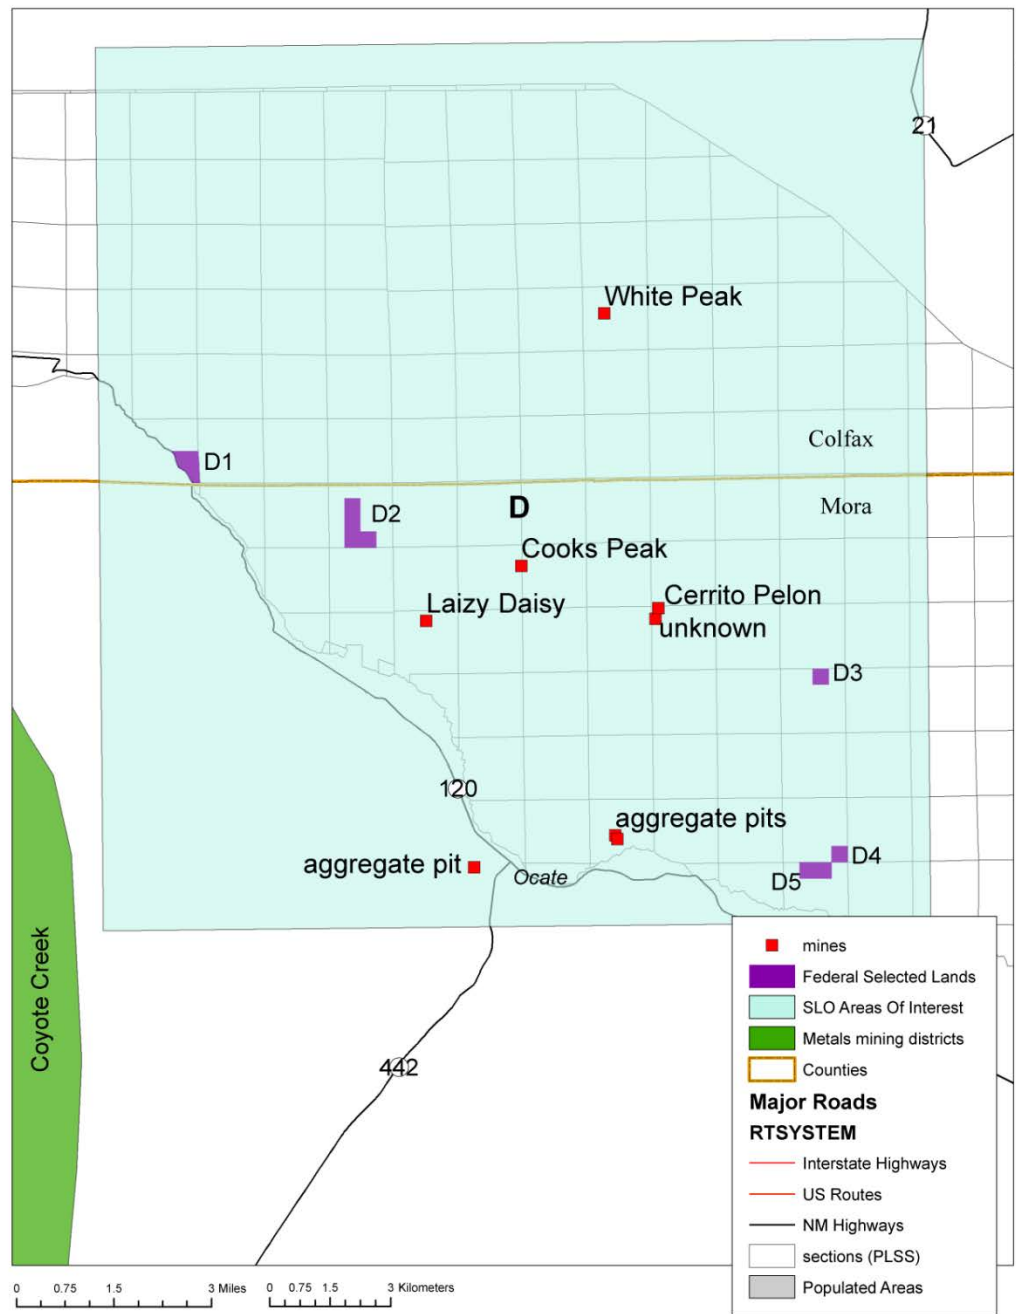 21
White Peak
Colfax
D1
Mora
D
D2
Cooks Peak
Cerrito Pelon
Laizy Daisy
unknown
D3
120
aggregate pits
D4
aggregate pit
Ocate
D5
Coyote Creek
442
mines
Federal Selected Lands
SLO Areas Of Interest
Metals mining districts
Counties
Major Roads
RTSYSTEM
Interstate Highways
US Routes
NM Highways
sections (PLSS)
Populated Areas
0 0.75 1.5 3 Miles
0 0.75 1.5 3 Kilometers